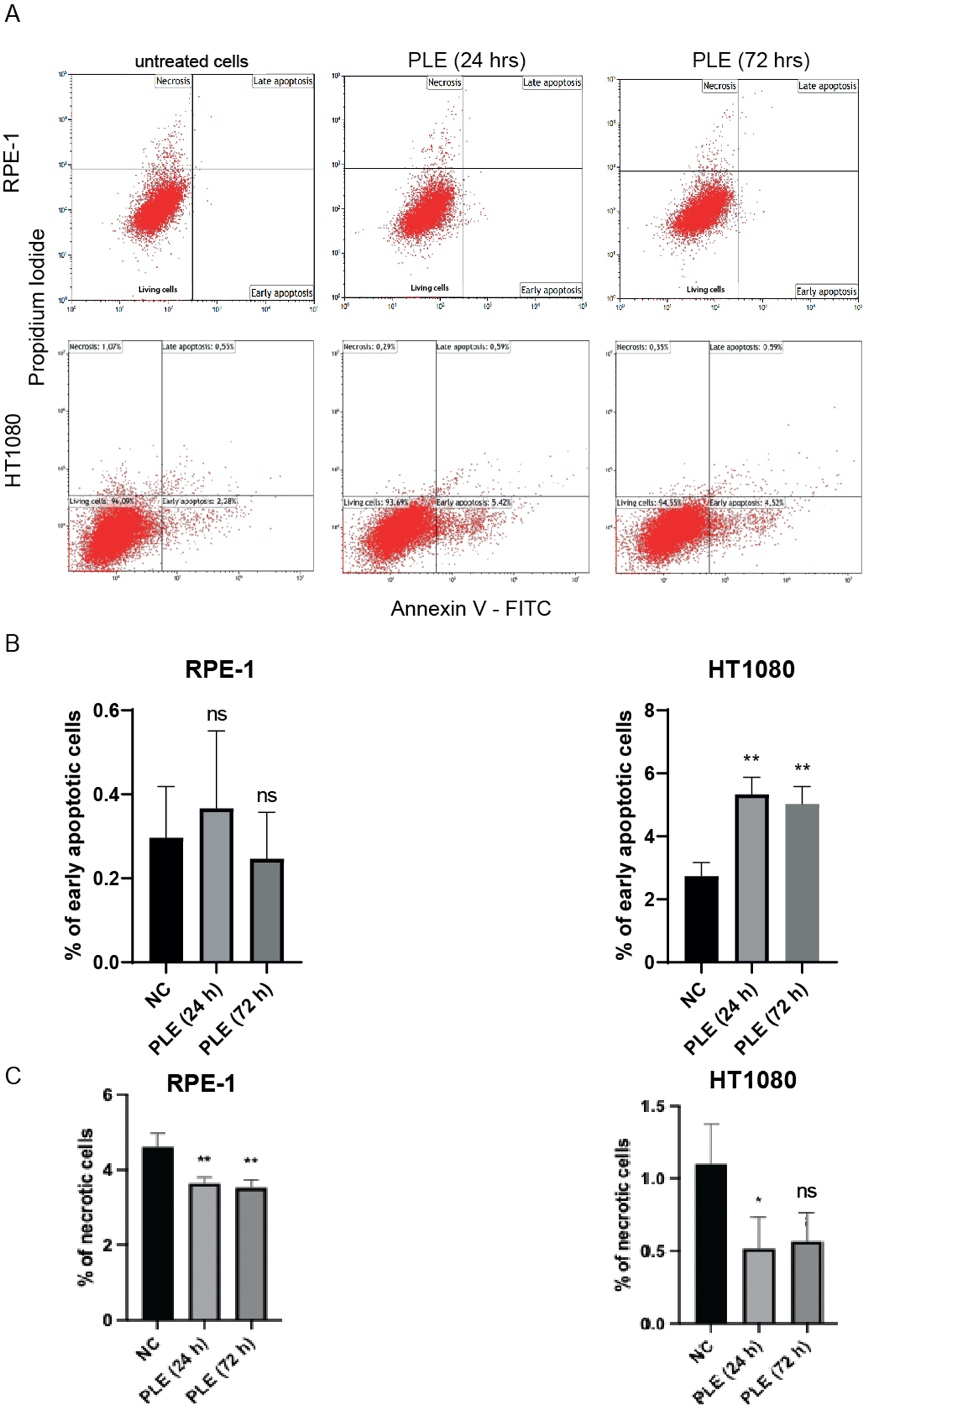 A
untreated cells
PLE (24 hrs)
PLE (72 hrs)
RPE-1
Necrosis
Late apoptosis
Living cells
Early apoptosis
Necrosis
Late apoptosis
Living cells
Early apoptosis
Necrosis
Late apoptosis
Living cells
Early apoptosis
Propidium Iodide
HT1080
Necrosis: 1,07%
Late apoptosis: 0,55%
Living cells: 96,09%
Early apoptosis: 2,28%
Necrosis: 0,29%
Late apoptosis: 0,59%
Living cells: 93,69%
Early apoptosis: 5,42%
Necrosis: 0,35%
Late apoptosis: 0,59%
Living cells: 94,55%
Early apoptosis: 4,52%
Annexin V - FITC
B
RPE-1
% of early apoptotic cells
0.6
0.4
0.2
0.0
ns
ns
NC
PLE (24 h)
PLE (72 h)
HT1080
% of early apoptotic cells
8
6
4
2
0
**
**
NC
PLE (24 h)
PLE (72 h)
C
RPE-1
% of necrotic cells
6
4
2
0
**
**
NC
PLE (24 h)
PLE (72 h)
HT1080
% of necrotic cells
1.5
1.0
0.5
0.0
*
ns
NC
PLE (24 h)
PLE (72 h)